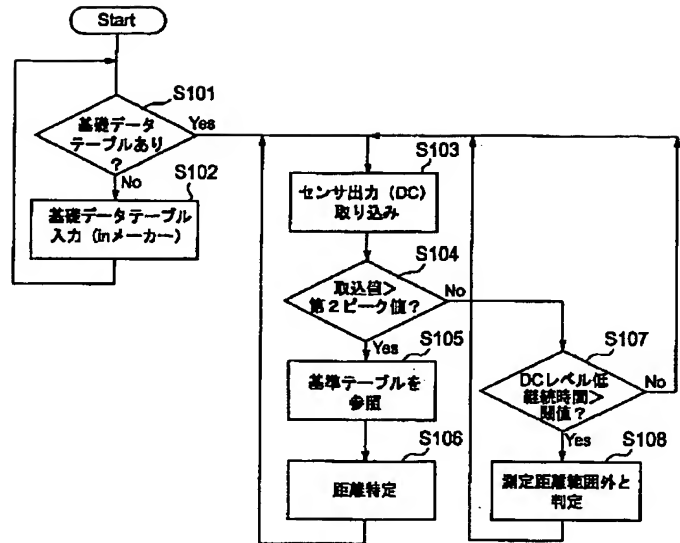 Start
S101
基礎データ
テーブルあり
?
Yes
No
S102
基礎データテーブル
入力(inメーカー)
S103
センサ出力(DC)
取り込み
S104
取込値>
第2ピーク値?
No
Yes
S105
基準テーブルを
参照
S106
距離特定
S107
DCレベル低
継続時間>
閾値?
No
Yes
S108
測定距離範囲外と
判定